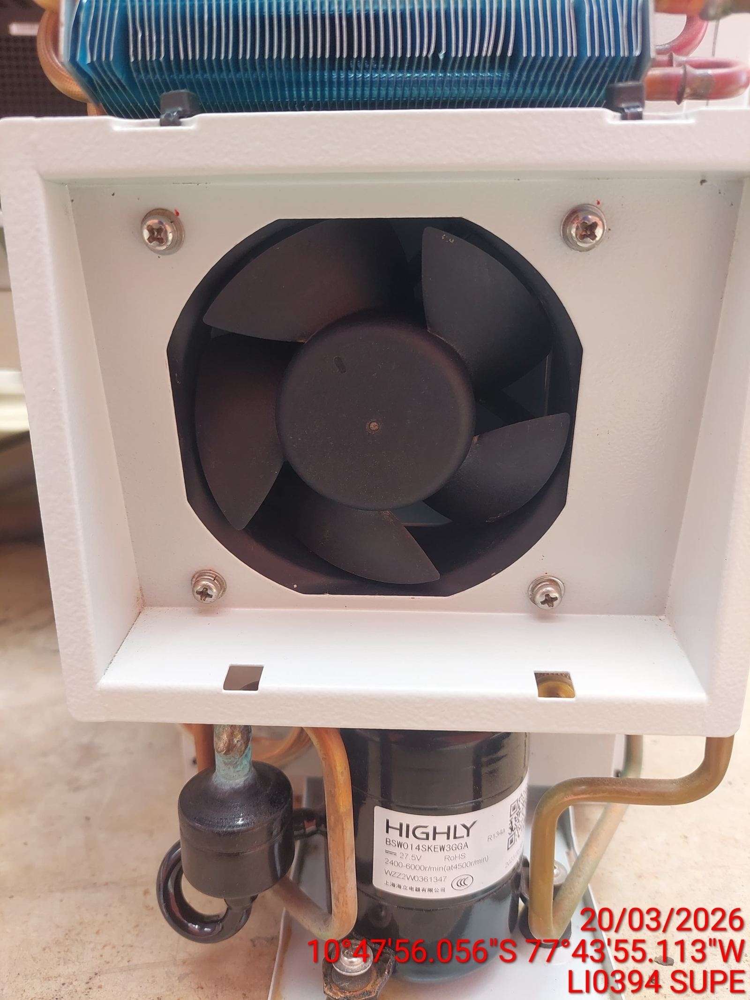 HIGHLY
BSW014SKEW3GGA
R134a
27.5V RoHS
2400-6000r/min(at4500r/min)
WZZ2W0361347
上海海立电器有限公司
20/03/2026
10°47'56.056"S 77°43'55.113"W
LI0394 SUPE